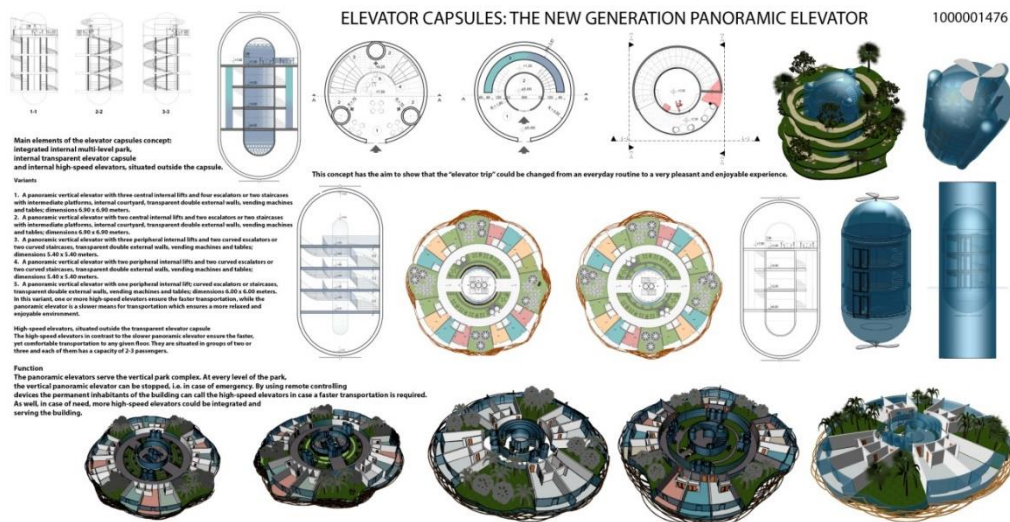 ELEVATOR CAPSULES: THE NEW GENERATION PANORAMIC ELEVATOR
1000001476
1-1
2-2
3-3
Main elements of the elevator capsules concept:
integrated internal multi-level park,
internal transparent elevator capsule
and internal high-speed elevators, situated outside the capsule.
This concept has the aim to show that the "elevator trip" could be changed from an everyday routine to a very pleasant and enjoyable experience.
Variants
1. A panoramic vertical elevator with three central internal lifts and four escalators or two staircases
with intermediate platforms, internal courtyard, transparent double external walls, vending machines
and tables; dimensions 6.90 x 6.90 meters.
2. A panoramic vertical elevator with two central internal lifts and two escalators or two staircases
with intermediate platforms, internal courtyard, transparent double external walls, vending machines
and tables; dimensions 6.90 x 6.90 meters.
3. A panoramic vertical elevator with three peripheral internal lifts and two curved escalators or
two curved staircases, transparent double external walls, vending machines and tables;
dimensions 5.40 x 5.40 meters.
4. A panoramic vertical elevator with two peripheral internal lifts and two curved escalators or
two curved staircases, transparent double external walls, vending machines and tables;
dimensions 5.40 x 5.40 meters.
5. A panoramic vertical elevator with one peripheral internal lift; curved escalators or staircases,
transparent double external walls, vending machines and tables; dimensions 6.00 x 6.00 meters.
In this variant, one or more high-speed elevators ensure the faster transportation, while the
panoramic elevator is a slower means for transportation which ensures a more relaxed and
enjoyable environment.
High-speed elevators, situated outside the transparent elevator capsule
The high-speed elevators in contrast to the slower panoramic elevator ensure the faster,
yet comfortable transportation to any given floor. They are situated in groups of two or
three and each of them has a capacity of 2-3 passengers.
Function
The panoramic elevators serve the vertical park complex. At every level of the park,
the vertical panoramic elevator can be stopped, i.e. in case of emergency. By using remote controlling
devices the permanent inhabitants of the building can call the high-speed elevators in case a faster transportation is required.
As well, in case of need, more high-speed elevators could be integrated and
serving the building.